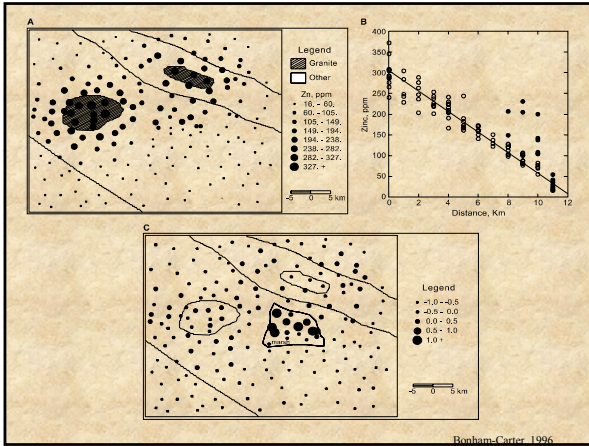 A
Legend
Granite
Other
Zn, ppm
16. - 60.
60. - 105.
105. - 149.
149. - 194.
194. - 238.
238. - 282.
282. - 327.
327. +
-5 0 5 km
B
Zinc, ppm
400
350
300
250
200
150
100
50
0
0 2 4 6 8 10 12
Distance, Km
C
marsh
Legend
-1.0 - -0.5
-0.5 - 0.0
0.0 - 0.5
0.5 - 1.0
1.0 +
-5 0 5 km
Bonham-Carter 1996